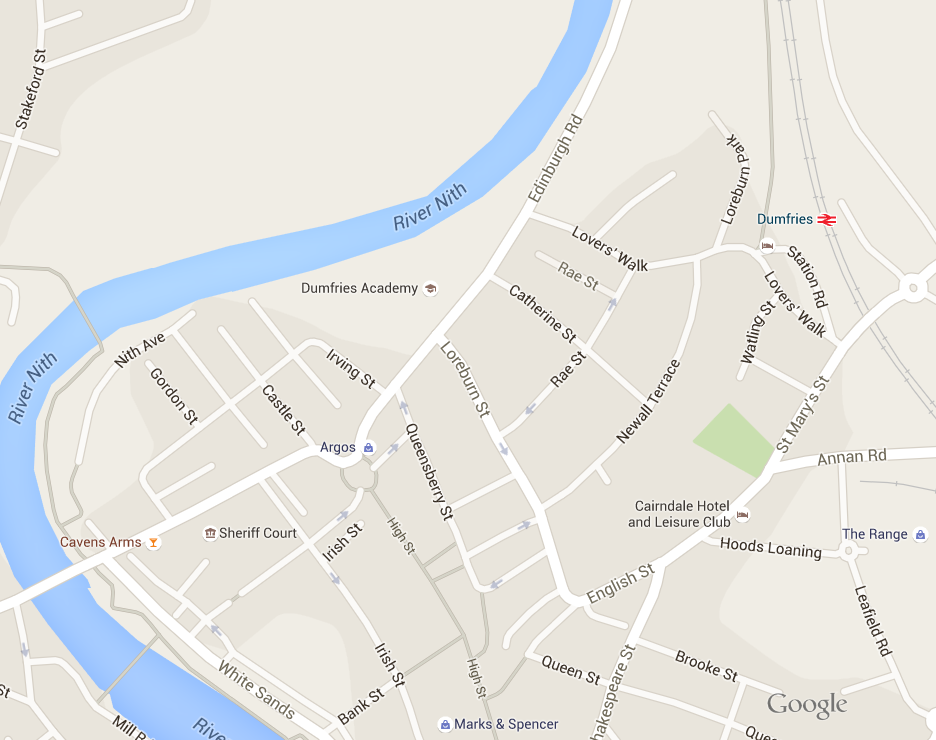 Stakeford St
Edinburgh Rd
River Nith
Loreburn Park
Dumfries
Lovers' Walk
Rae St
Station Rd
Dumfries Academy
Catherine St
Lovers' Walk
Watling St
Nith Ave
Irving St
Loreburn St
Rae St
River Nith
Gordon St
Castle St
Newall Terrace
St Mary's St
Argos
Queensberry St
Annan Rd
Cairndale Hotel
and Leisure Club
Sheriff Court
Irish St
High St
The Range
Cavens Arms
Hoods Loaning
English St
Leafield Rd
Irish St
White Sands
Bank St
High St
Queen St
Brooke St
hakespeare St
St
Mill
River
Marks & Spencer
Google